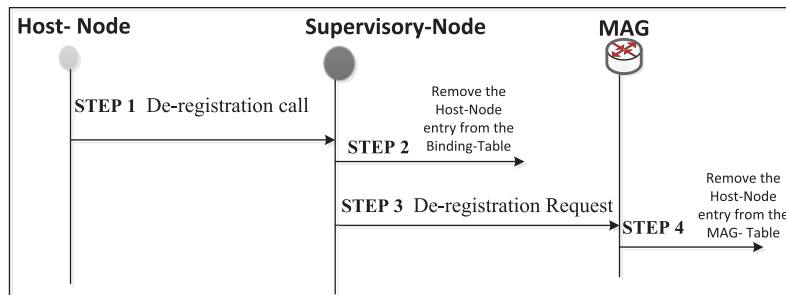 Host- Node
Supervisory-Node
MAG
STEP 1 De-registration call
Remove the
Host-Node
entry from the
Binding-Table
STEP 2
STEP 3 De-registration Request
Remove the
Host-Node
entry from the
MAG- Table
STEP 4